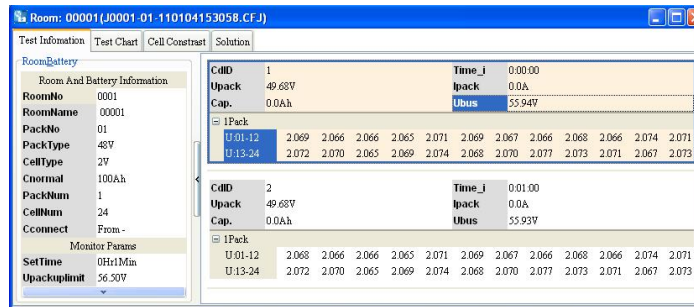 Room: 00001(J0001-01-110104153058.CFJ)
Test Infomation Test Chart Cell Constrast Solution
RoomBattery
Room And Battery Information
RoomNo 0001
RoomName 00001
PackNo 01
PackType 48V
CellType 2V
Cnormal 100Ah
PackNum 1
CellNum 24
Cconnect From -
Monitor Params
SetTime 0Hr1Min
Upackuplimit 56.50V
CdID 1 Time_i 0:00:00
Upack 49.68V Ipack 0.0A
Cap. 0.0Ah Ubus 55.94V
1Pack
U:01-12 2.069 2.066 2.066 2.065 2.071 2.069 2.067 2.066 2.068 2.066 2.074 2.071
U:13-24 2.072 2.070 2.065 2.069 2.074 2.068 2.070 2.077 2.073 2.071 2.067 2.073
CdID 2 Time_i 0:01:00
Upack 49.68V Ipack 0.0A
Cap. 0.0Ah Ubus 55.93V
1Pack
U:01-12 2.068 2.066 2.066 2.065 2.071 2.069 2.067 2.066 2.068 2.066 2.074 2.071
U:13-24 2.072 2.070 2.065 2.069 2.074 2.068 2.070 2.077 2.073 2.071 2.067 2.073